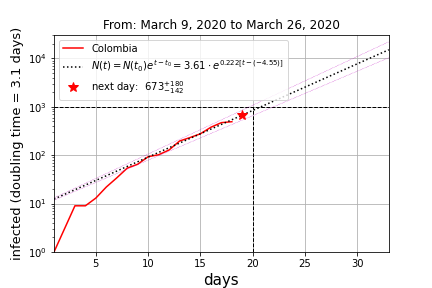 From: March 9, 2020 to March 26, 2020
Colombia
N(t) = N(t₀)e^{t−t₀} = 3.61 · e^{0.222[t−(−4.55)]}
next day: 673^{+180}_{−142}
infected (doubling time = 3.1 days)
10⁴
10³
10²
10¹
10⁰
5 10 15 20 25 30
days